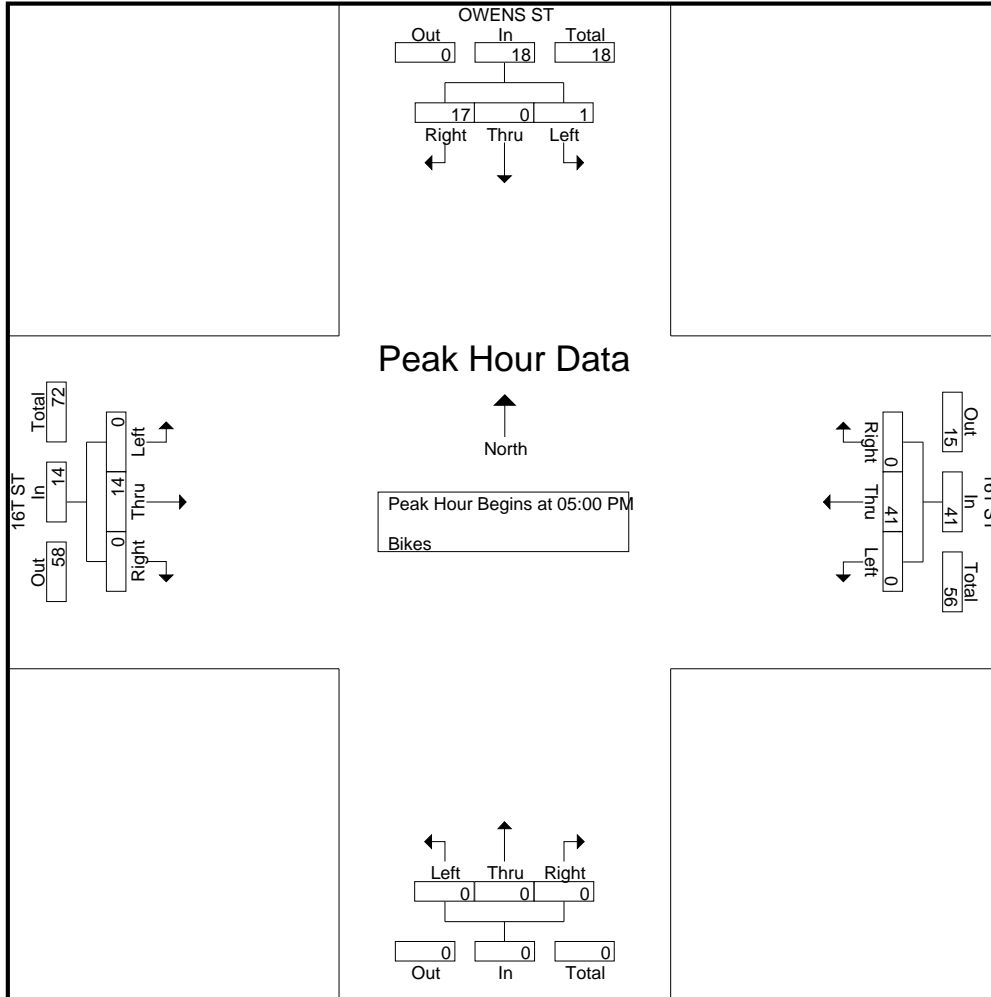 OWENS ST
Out In Total
0 18 18
17 0 1
Right Thru Left
Peak Hour Data
North
Peak Hour Begins at 05:00 PM
Bikes
16T ST
Out In Total
58 14 72
0 14 0
Right Thru Left
16T ST
Out In Total
15 41 56
0 41 0
Right Thru Left
Left Thru Right
0 0 0
0 0 0
Out In Total